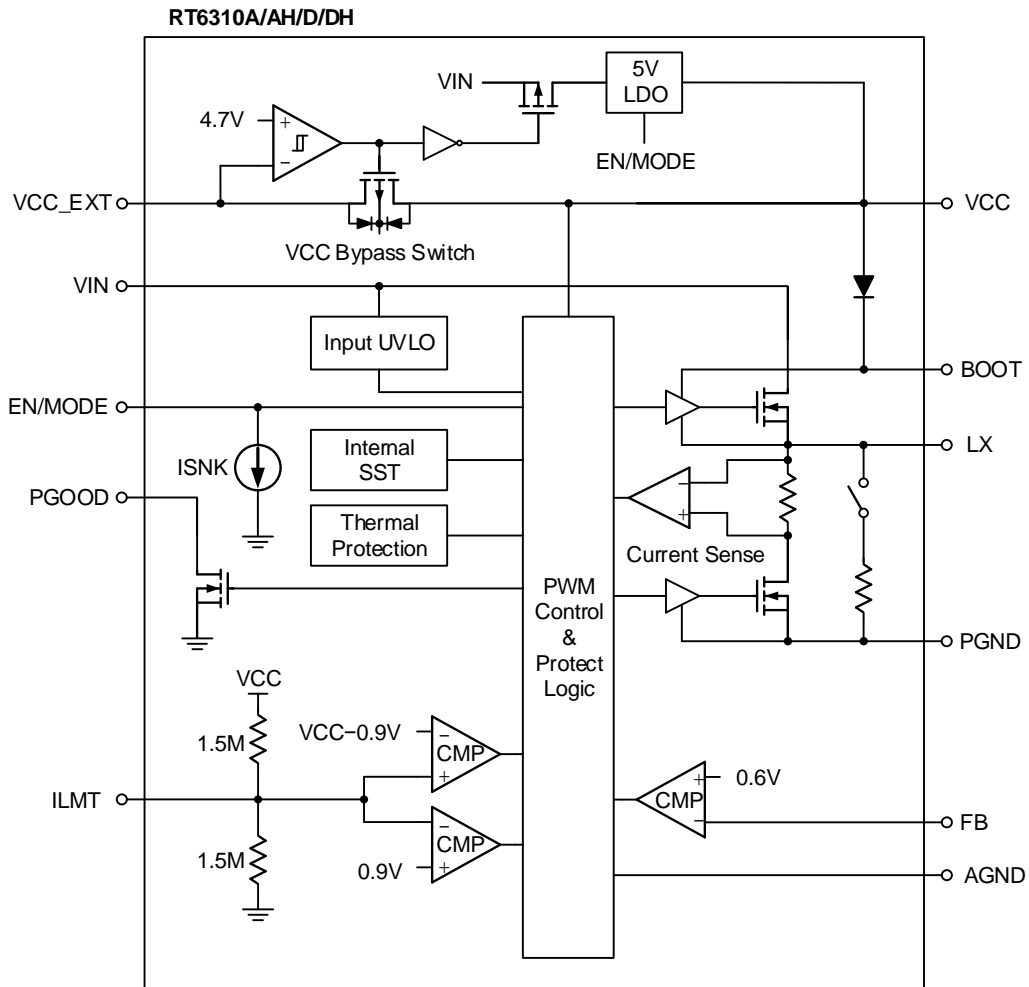 RT6310A/AH/D/DH
VIN
5V
LDO
4.7V
+
−
EN/MODE
VCC_EXT
VCC
VCC Bypass Switch
VIN
Input UVLO
BOOT
EN/MODE
LX
ISNK
Internal
SST
−
+
PGOOD
Thermal
Protection
Current Sense
PWM
Control
&
Protect
Logic
PGND
VCC
1.5M
VCC−0.9V
−
CMP
+
+
0.6V
CMP
−
ILMT
FB
1.5M
−
CMP
+
0.9V
AGND